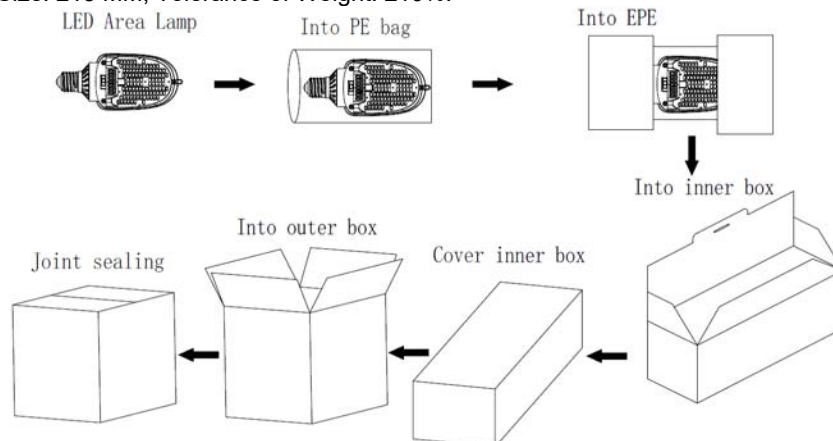 LED Area Lamp
Into PE bag
Into EPE
Into inner box
Into outer box
Cover inner box
Joint sealing